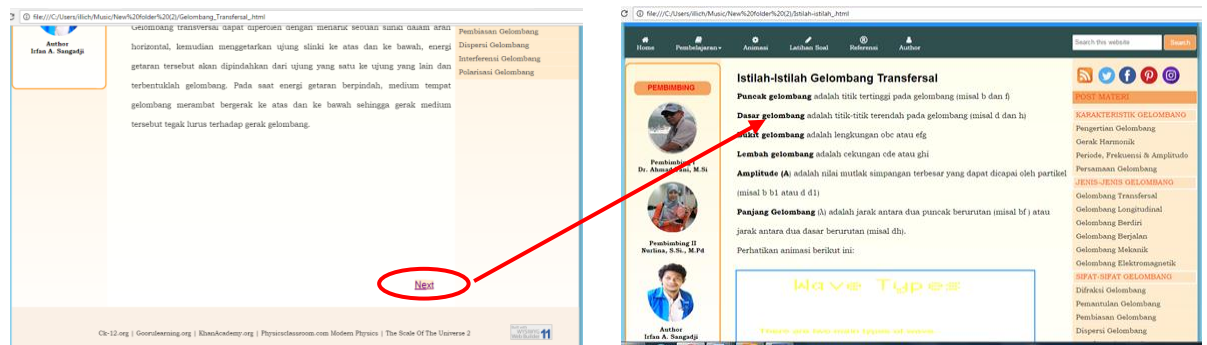 file:///C:/Users/illich/Music/New%20folder%20(2)/Gelombang_Transfersal_.html
Gelombang transversal dapat diperoleh dengan menarik sebuah slinki dalam arah
horizontal, kemudian menggetarkan ujung slinki ke atas dan ke bawah, energi
getaran tersebut akan dipindahkan dari ujung yang satu ke ujung yang lain dan
terbentuklah gelombang. Pada saat energi getaran berpindah, medium tempat
gelombang merambat bergerak ke atas dan ke bawah sehingga gerak medium
tersebut tegak lurus terhadap gerak gelombang.
Author
Irfan A. Sangadji
Pembiasan Gelombang
Dispersi Gelombang
Interferensi Gelombang
Polarisasi Gelombang
Next
Ck-12.org | Goorulearning.org | KhanAcademy.org | Physicsclassroom.com Modern Physics | The Scale Of The Universe 2
WYSIWYG
Web Builder 11
file:///C:/Users/illich/Music/New%20folder%20(2)/Istilah-istilah_.html
Home Pembelajaran Animasi Latihan Soal Referensi Author
Search this website Search
PEMBIMBING
Pembimbing I
Dr. Ahmad Yani, M.Si
Pembimbing II
Nurlina, S.Si., M.Pd
Author
Irfan A. Sangadji
Istilah-Istilah Gelombang Transfersal
Puncak gelombang adalah titik tertinggi pada gelombang (misal b dan f)
Dasar gelombang adalah titik-titik terendah pada gelombang (misal d dan h)
Bukit gelombang adalah lengkungan obc atau efg
Lembah gelombang adalah cekungan cde atau ghi
Amplitude (A) adalah nilai mutlak simpangan terbesar yang dapat dicapai oleh partikel
(misal b b1 atau d d1)
Panjang Gelombang (λ) adalah jarak antara dua puncak berurutan (misal bf ) atau
jarak antara dua dasar berurutan (misal dh).
Perhatikan animasi berikut ini:
Wave Types
POST MATERI
KARAKTERISTIK GELOMBANG
Pengertian Gelombang
Gerak Harmonik
Periode, Frekuensi & Amplitudo
Persamaan Gelombang
JENIS-JENIS GELOMBANG
Gelombang Transfersal
Gelombang Longitudinal
Gelombang Berdiri
Gelombang Berjalan
Gelombang Mekanik
Gelombang Elektromagnetik
SIFAT-SIFAT GELOMBANG
Difraksi Gelombang
Pemantulan Gelombang
Pembiasan Gelombang
Dispersi Gelombang